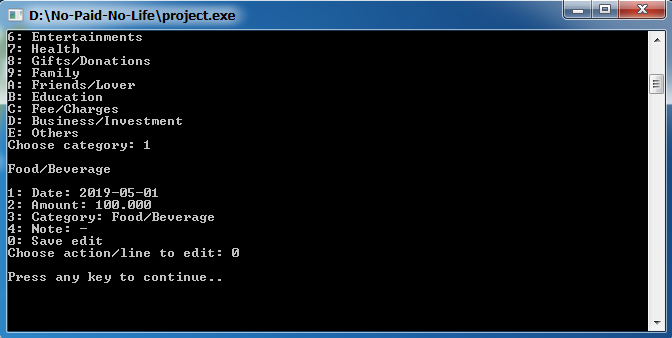 D:\No-Paid-No-Life\project.exe
6: Entertainments
7: Health
8: Gifts/Donations
9: Family
A: Friends/Lover
B: Education
C: Fee/Charges
D: Business/Investment
E: Others
Choose category: 1
Food/Beverage
1: Date: 2019-05-01
2: Amount: 100.000
3: Category: Food/Beverage
4: Note: -
0: Save edit
Choose action/line to edit: 0
Press any key to continue..